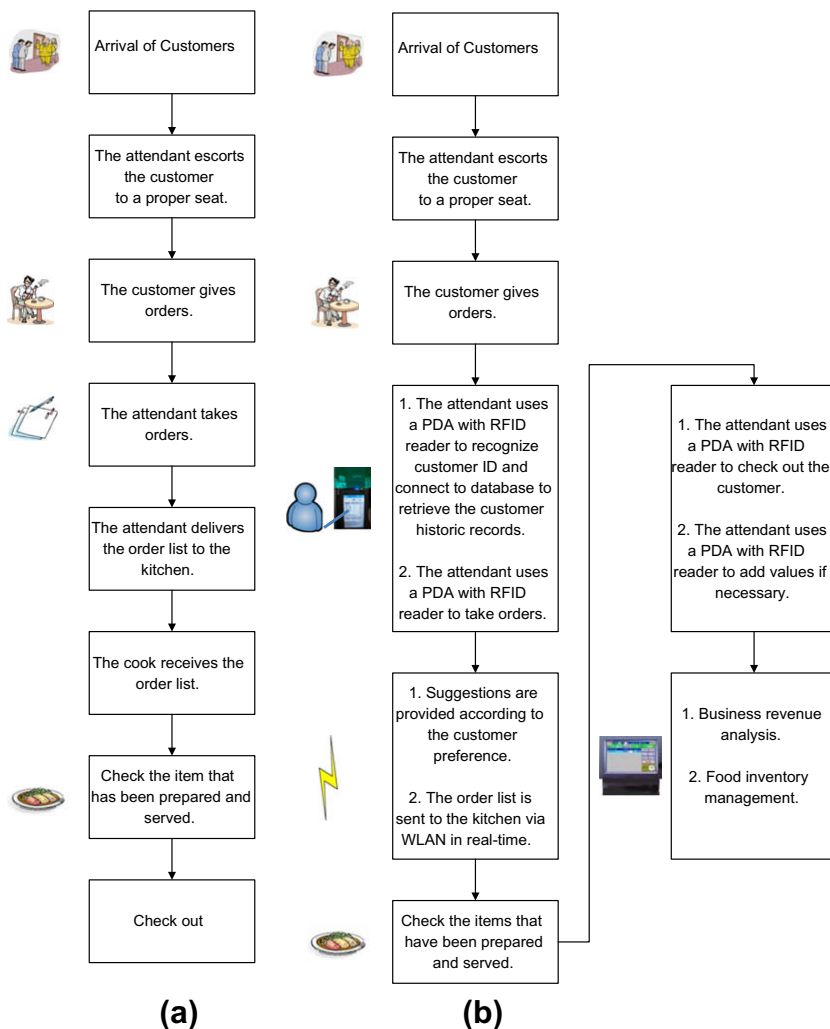 Arrival of Customers
The attendant escorts
the customer
to a proper seat.
The customer gives
orders.
The attendant takes
orders.
The attendant delivers
the order list to the
kitchen.
The cook receives the
order list.
Check the item that
has been prepared and
served.
Check out
(a)
Arrival of Customers
The attendant escorts
the customer
to a proper seat.
The customer gives
orders.
1. The attendant uses
a PDA with RFID
reader to recognize
customer ID and
connect to database to
retrieve the customer
historic records.
2. The attendant uses
a PDA with RFID
reader to take orders.
1. Suggestions are
provided according to
the customer
preference.
2. The order list is
sent to the kitchen via
WLAN in real-time.
Check the items that
have been prepared
and served.
(b)
1. The attendant uses
a PDA with RFID
reader to check out the
customer.
2. The attendant uses
a PDA with RFID
reader to add values if
necessary.
1. Business revenue
analysis.
2. Food inventory
management.